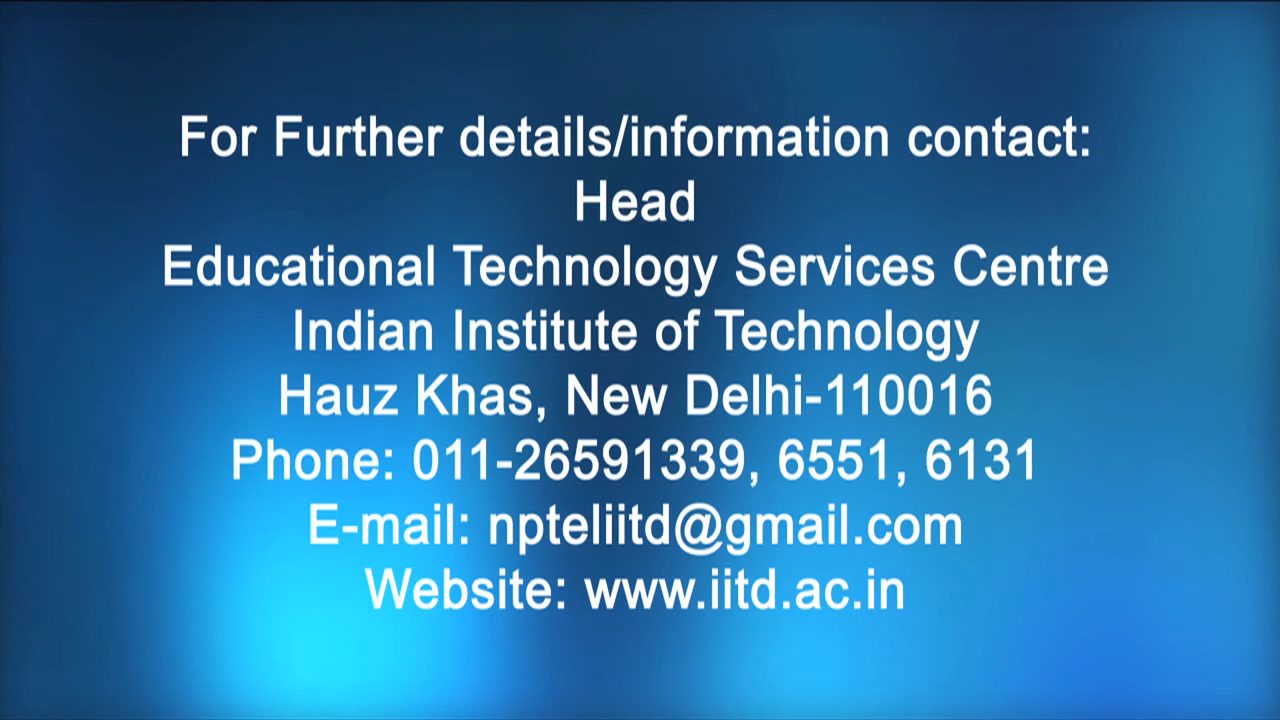 For Further details/information contact:
Head
Educational Technology Services Centre
Indian Institute of Technology
Hauz Khas, New Delhi-110016
Phone: 011-26591339, 6551, 6131
E-mail: npteliitd@gmail.com
Website: www.iitd.ac.in